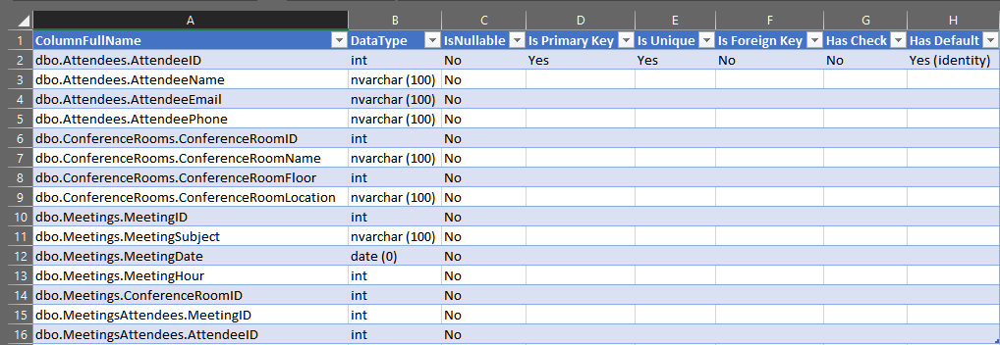 A B C D E F G H
1 ColumnFullName DataType IsNullable Is Primary Key Is Unique Is Foreign Key Has Check Has Default
2 dbo.Attendees.AttendeeID int No Yes Yes No No Yes (identity)
3 dbo.Attendees.AttendeeName nvarchar (100) No
4 dbo.Attendees.AttendeeEmail nvarchar (100) No
5 dbo.Attendees.AttendeePhone nvarchar (100) No
6 dbo.ConferenceRooms.ConferenceRoomID int No
7 dbo.ConferenceRooms.ConferenceRoomName nvarchar (100) No
8 dbo.ConferenceRooms.ConferenceRoomFloor int No
9 dbo.ConferenceRooms.ConferenceRoomLocation nvarchar (100) No
10 dbo.Meetings.MeetingID int No
11 dbo.Meetings.MeetingSubject nvarchar (100) No
12 dbo.Meetings.MeetingDate date (0) No
13 dbo.Meetings.MeetingHour int No
14 dbo.Meetings.ConferenceRoomID int No
15 dbo.MeetingsAttendees.MeetingID int No
16 dbo.MeetingsAttendees.AttendeeID int No